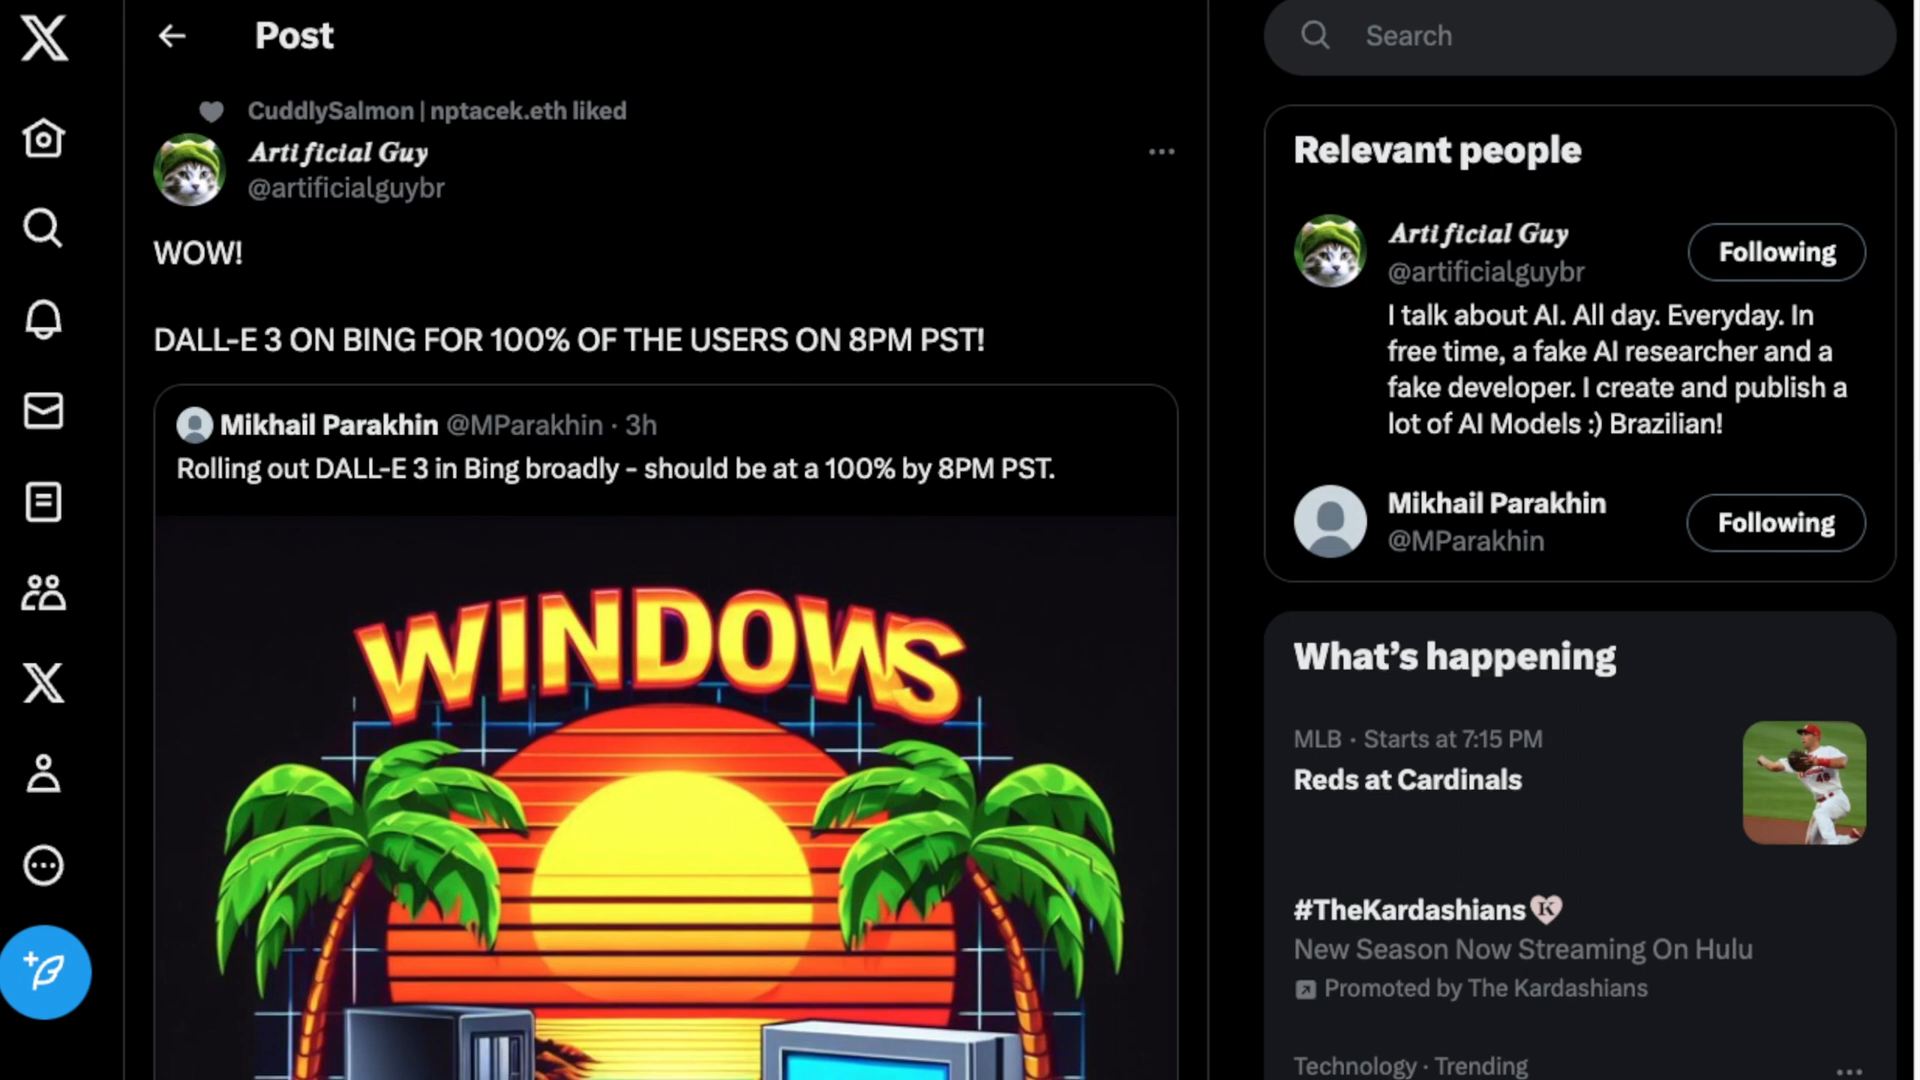 Post
CuddlySalmon | nptacek.eth liked
Artificial Guy
@artificialguybr
WOW!
DALL-E 3 ON BING FOR 100% OF THE USERS ON 8PM PST!
Mikhail Parakhin @MParakhin · 3h
Rolling out DALL-E 3 in Bing broadly - should be at a 100% by 8PM PST.
WINDOWS
Search
Relevant people
Artificial Guy
@artificialguybr
Following
I talk about AI. All day. Everyday. In
free time, a fake AI researcher and a
fake developer. I create and publish a
lot of AI Models :) Brazilian!
Mikhail Parakhin
@MParakhin
Following
What's happening
MLB · Starts at 7:15 PM
Reds at Cardinals
#TheKardashians
New Season Now Streaming On Hulu
Promoted by The Kardashians
Technology · Trending